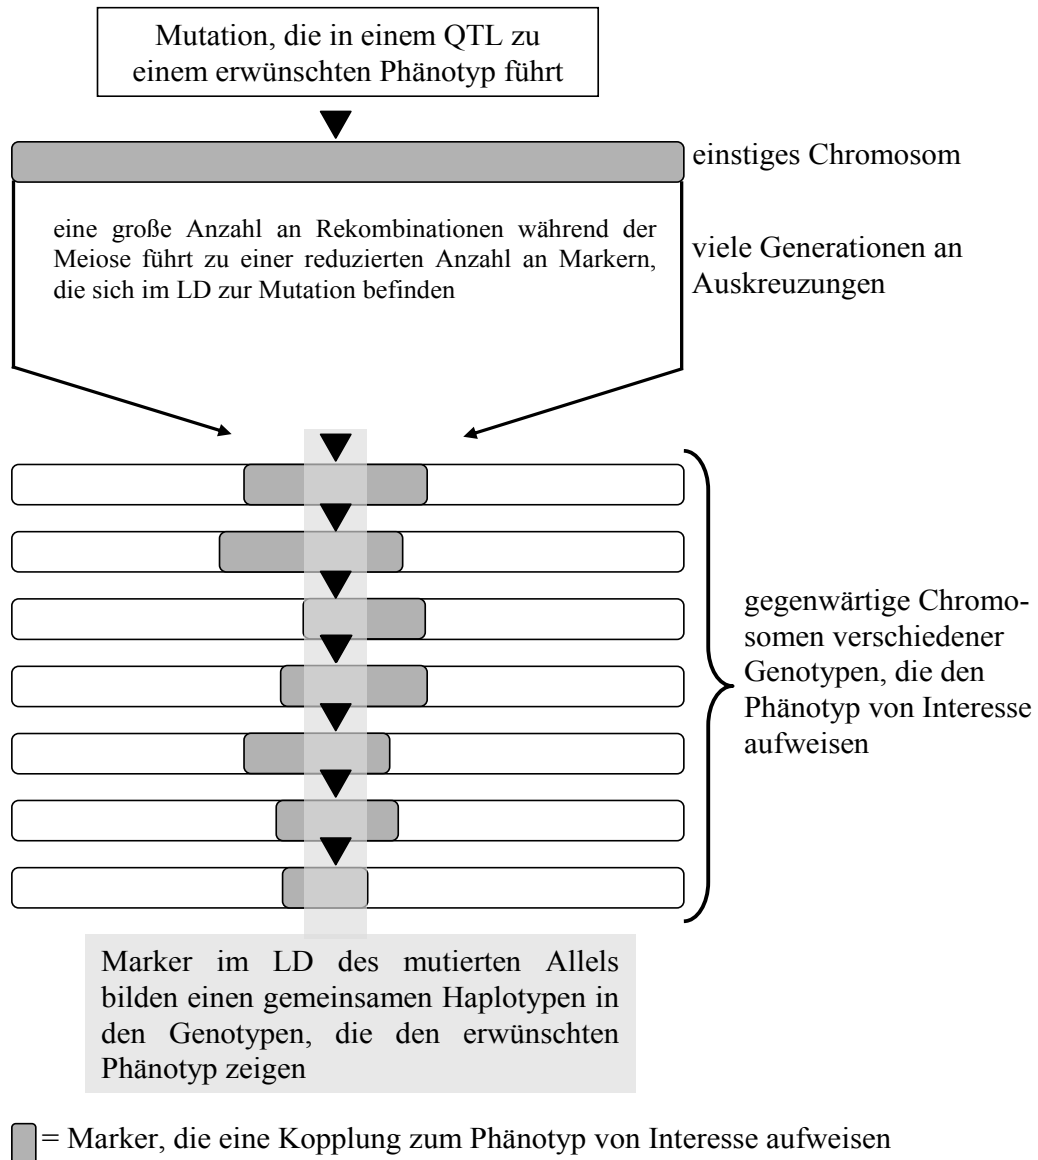 Mutation, die in einem QTL zu
einem erwünschten Phänotyp führt
einstiges Chromosom
eine große Anzahl an Rekombinationen während der
Meiose führt zu einer reduzierten Anzahl an Markern,
die sich im LD zur Mutation befinden
viele Generationen an
Auskreuzungen
gegenwärtige Chromo-
somen verschiedener
Genotypen, die den
Phänotyp von Interesse
aufweisen
Marker im LD des mutierten Allels
bilden einen gemeinsamen Haplotypen in
den Genotypen, die den erwünschten
Phänotyp zeigen
= Marker, die eine Kopplung zum Phänotyp von Interesse aufweisen